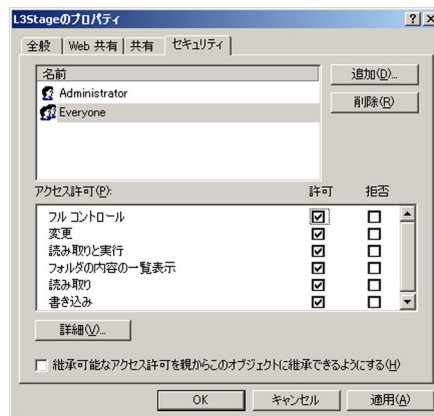 L3Stageのプロパティ
全般 Web 共有 共有 セキュリティ
名前
Administrator
Everyone
追加(D)...
削除(R)
アクセス許可(P): 許可 拒否
フル コントロール
変更
読み取りと実行
フォルダの内容の一覧表示
読み取り
書き込み
詳細(V)...
継承可能なアクセス許可を親からこのオブジェクトに継承できるようにする(H)
OK キャンセル 適用(A)